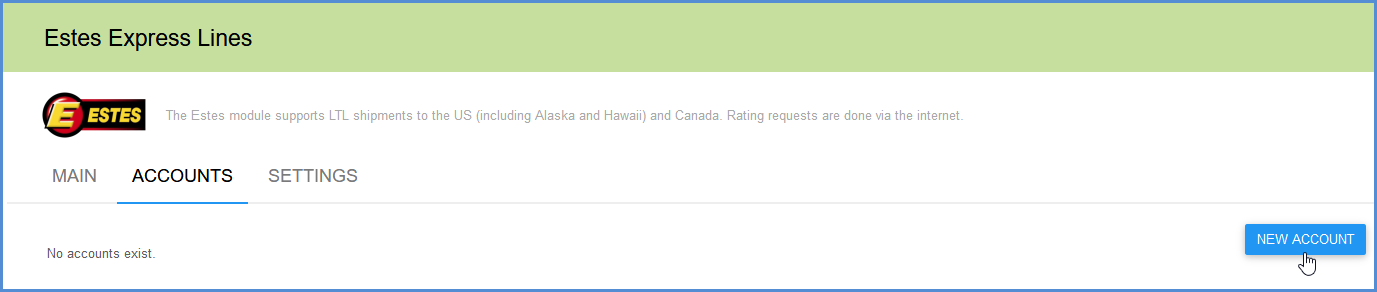 Estes Express Lines
E ESTES
The Estes module supports LTL shipments to the US (including Alaska and Hawaii) and Canada. Rating requests are done via the internet.
MAIN ACCOUNTS SETTINGS
NEW ACCOUNT
No accounts exist.